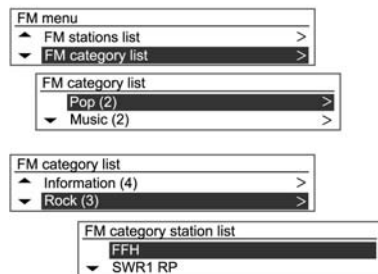 FM menu
FM stations list >
FM category list >
FM category list
Pop (2) >
Music (2) >
FM category list
Information (4) >
Rock (3) >
FM category station list
FFH
SWR1 RP